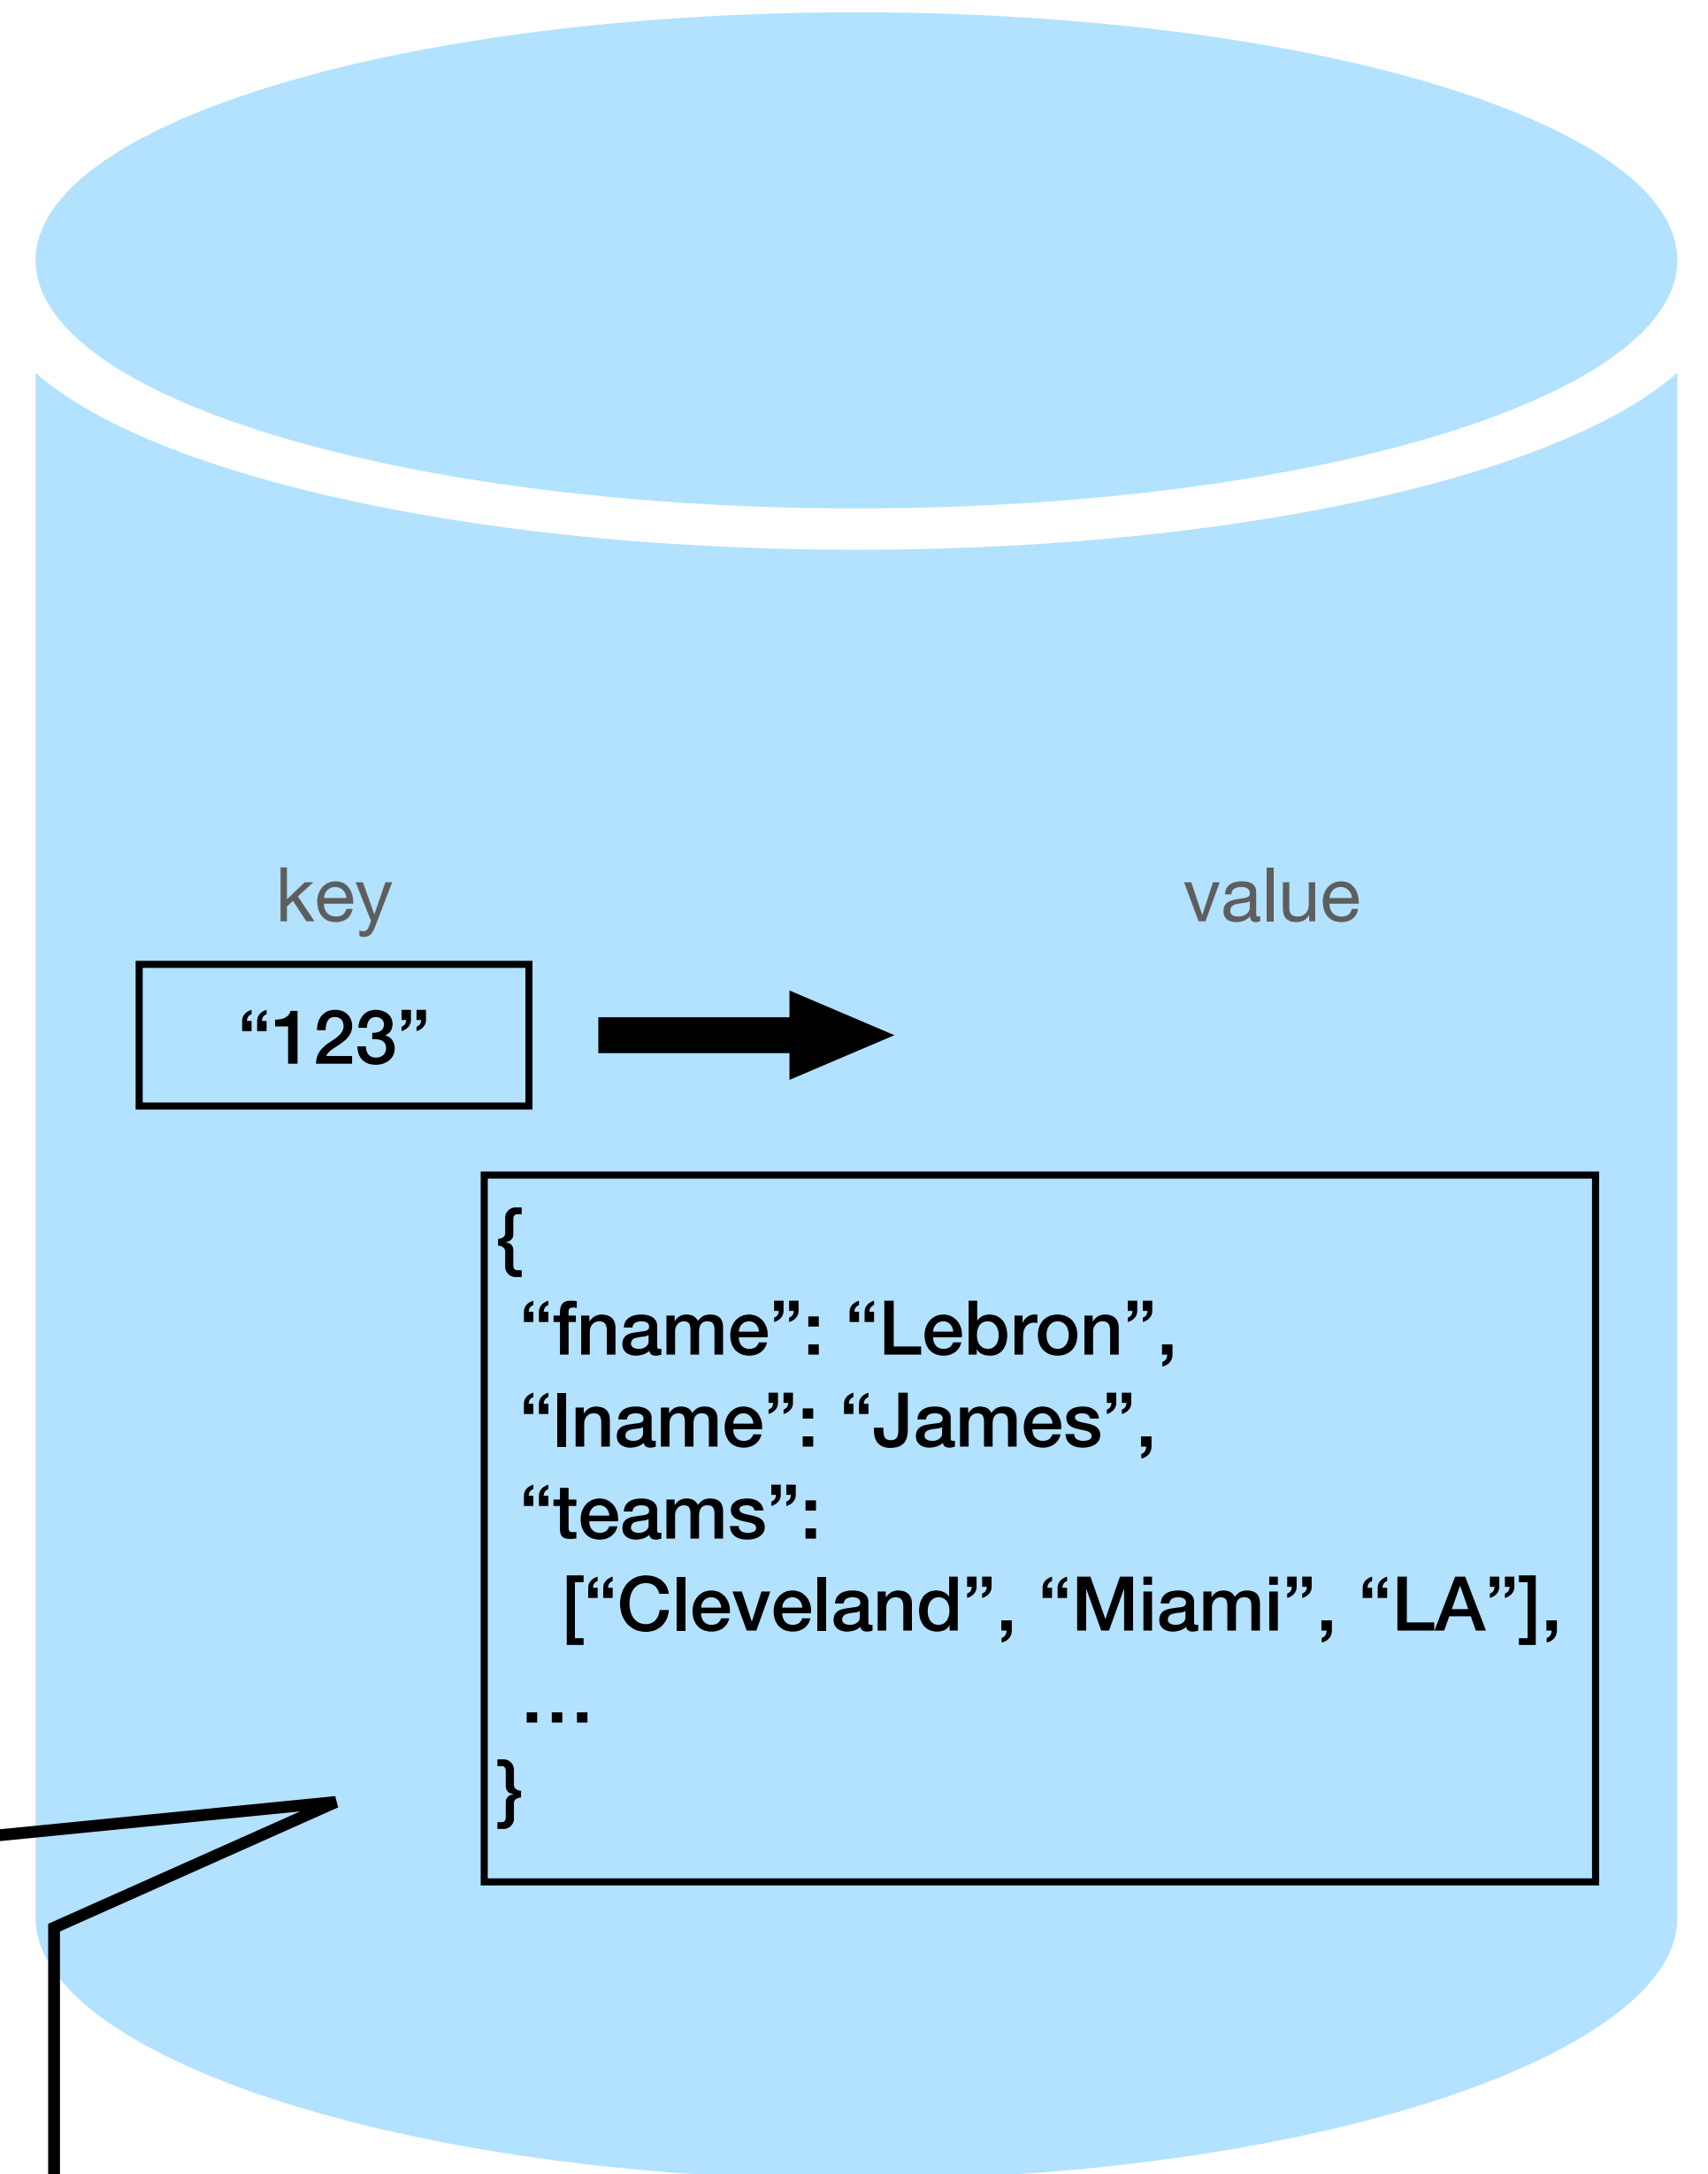 key
value
“123”
{
“fname”: “Lebron”,
“lname”: “James”,
“teams”:
[“Cleveland”, “Miami”, “LA”],
…
}